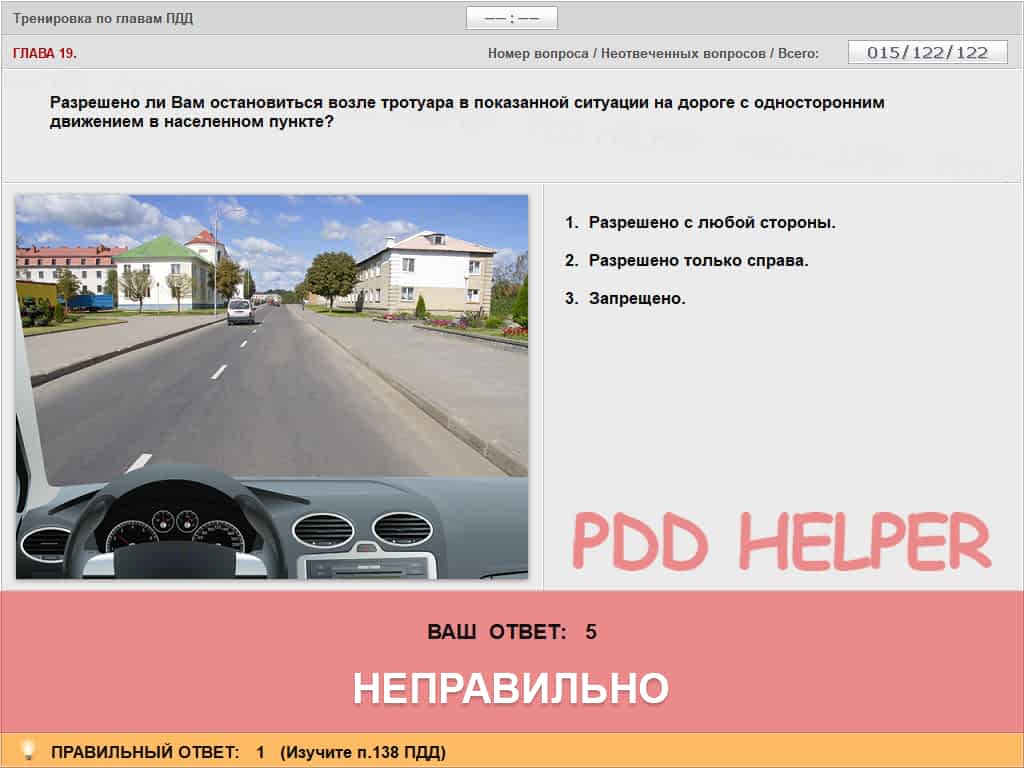 Тренировка по главам ПДД
–– : ––
ГЛАВА 19.
Номер вопроса / Неотвеченных вопросов / Всего:
015/122/122
Разрешено ли Вам остановиться возле тротуара в показанной ситуации на дороге с односторонним
движением в населенном пункте?
1. Разрешено с любой стороны.
2. Разрешено только справа.
3. Запрещено.
PDD HELPER
ВАШ ОТВЕТ: 5
НЕПРАВИЛЬНО
ПРАВИЛЬНЫЙ ОТВЕТ: 1 (Изучите п.138 ПДД)